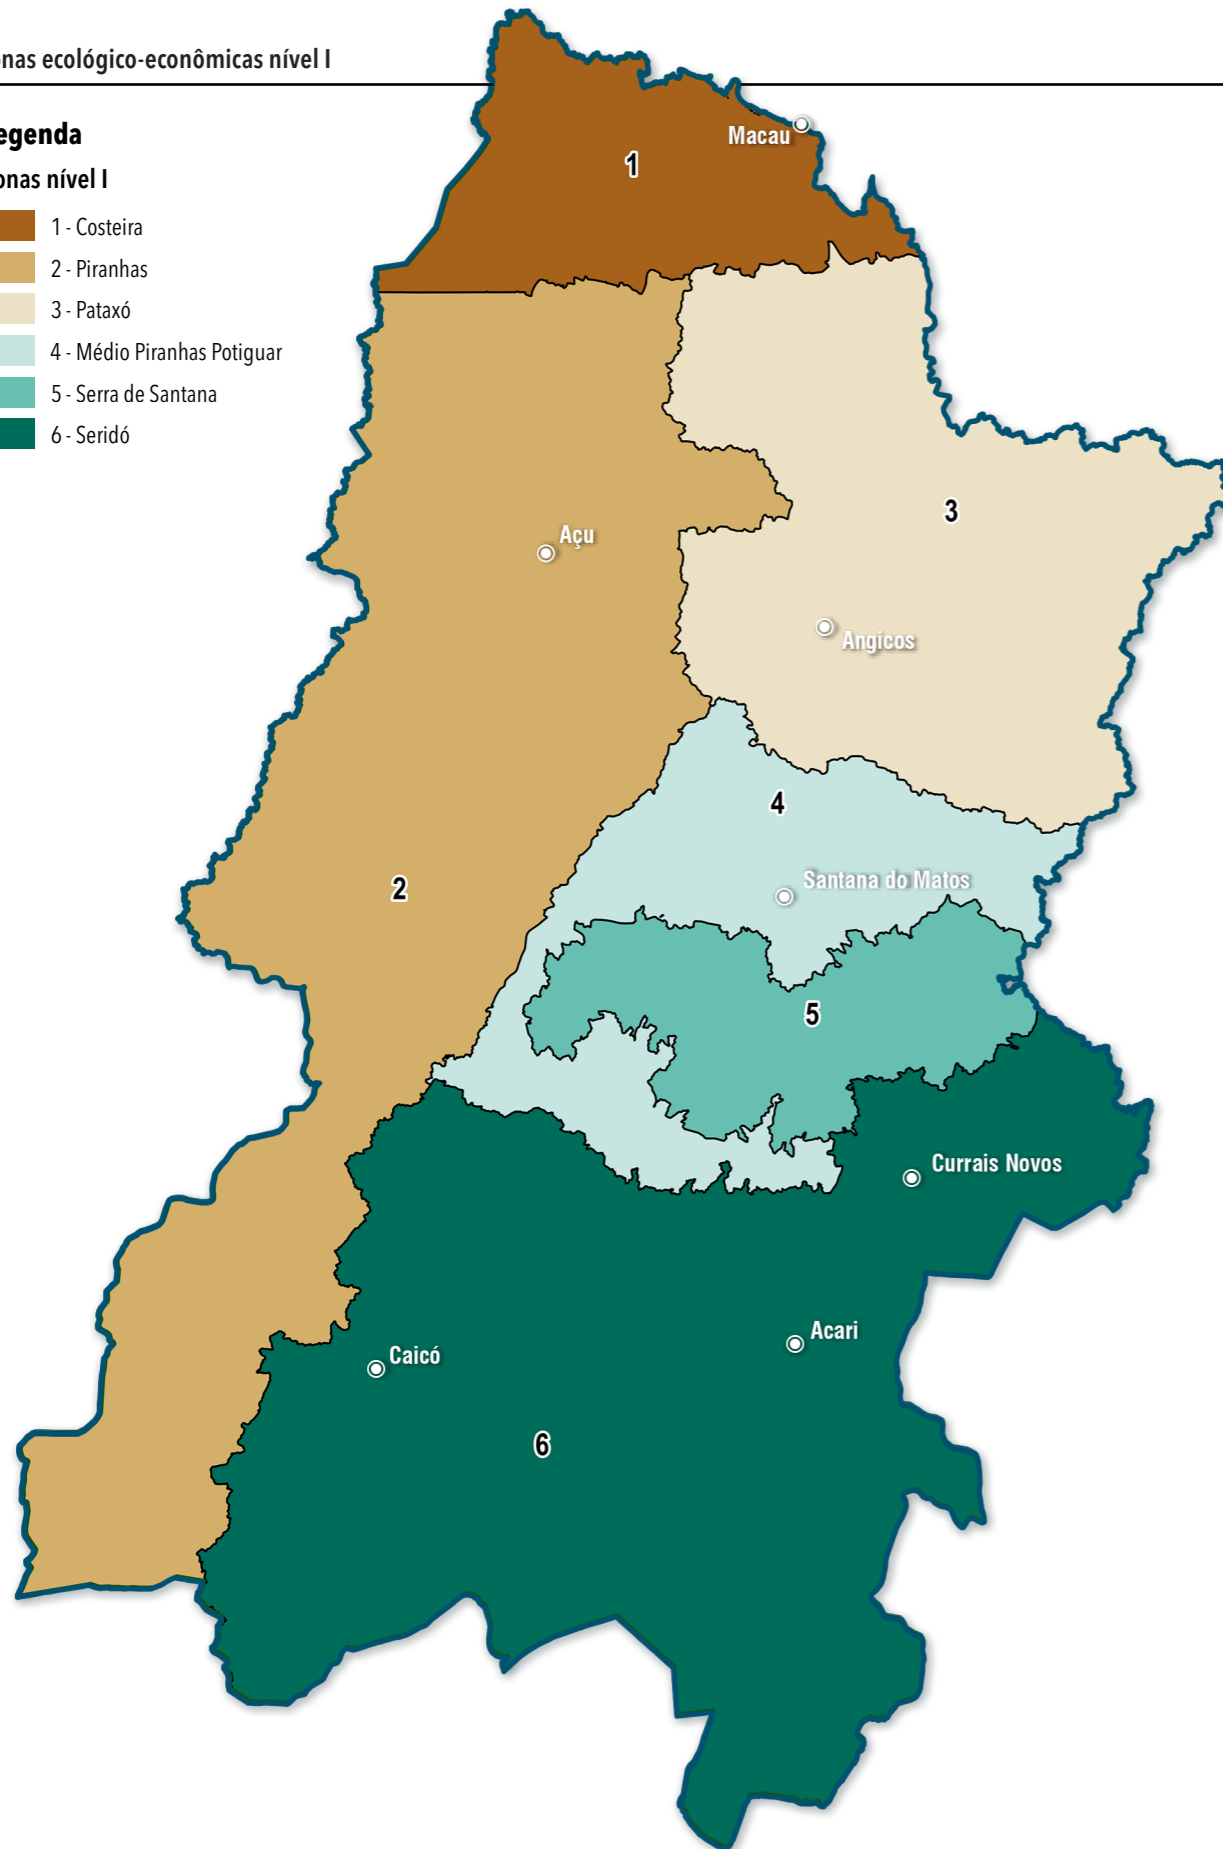 onas ecológico-econômicas nível I
egenda
onas nível I
1 - Costeira
2 - Piranhas
3 - Pataxó
4 - Médio Piranhas Potiguar
5 - Serra de Santana
6 - Seridó
Macau
1
3
Açu
Angicos
4
2
Santana do Matos
5
Currais Novos
Acari
Caicó
6